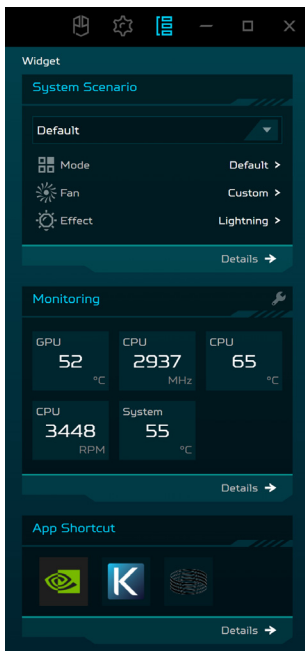 Widget
System Scenario
Default
Mode Default >
Fan Custom >
Effect Lightning >
Details →
Monitoring
GPU CPU CPU
52 2937 65
°C MHz °C
CPU System
3448 55
RPM °C
Details →
App Shortcut
K
Details →